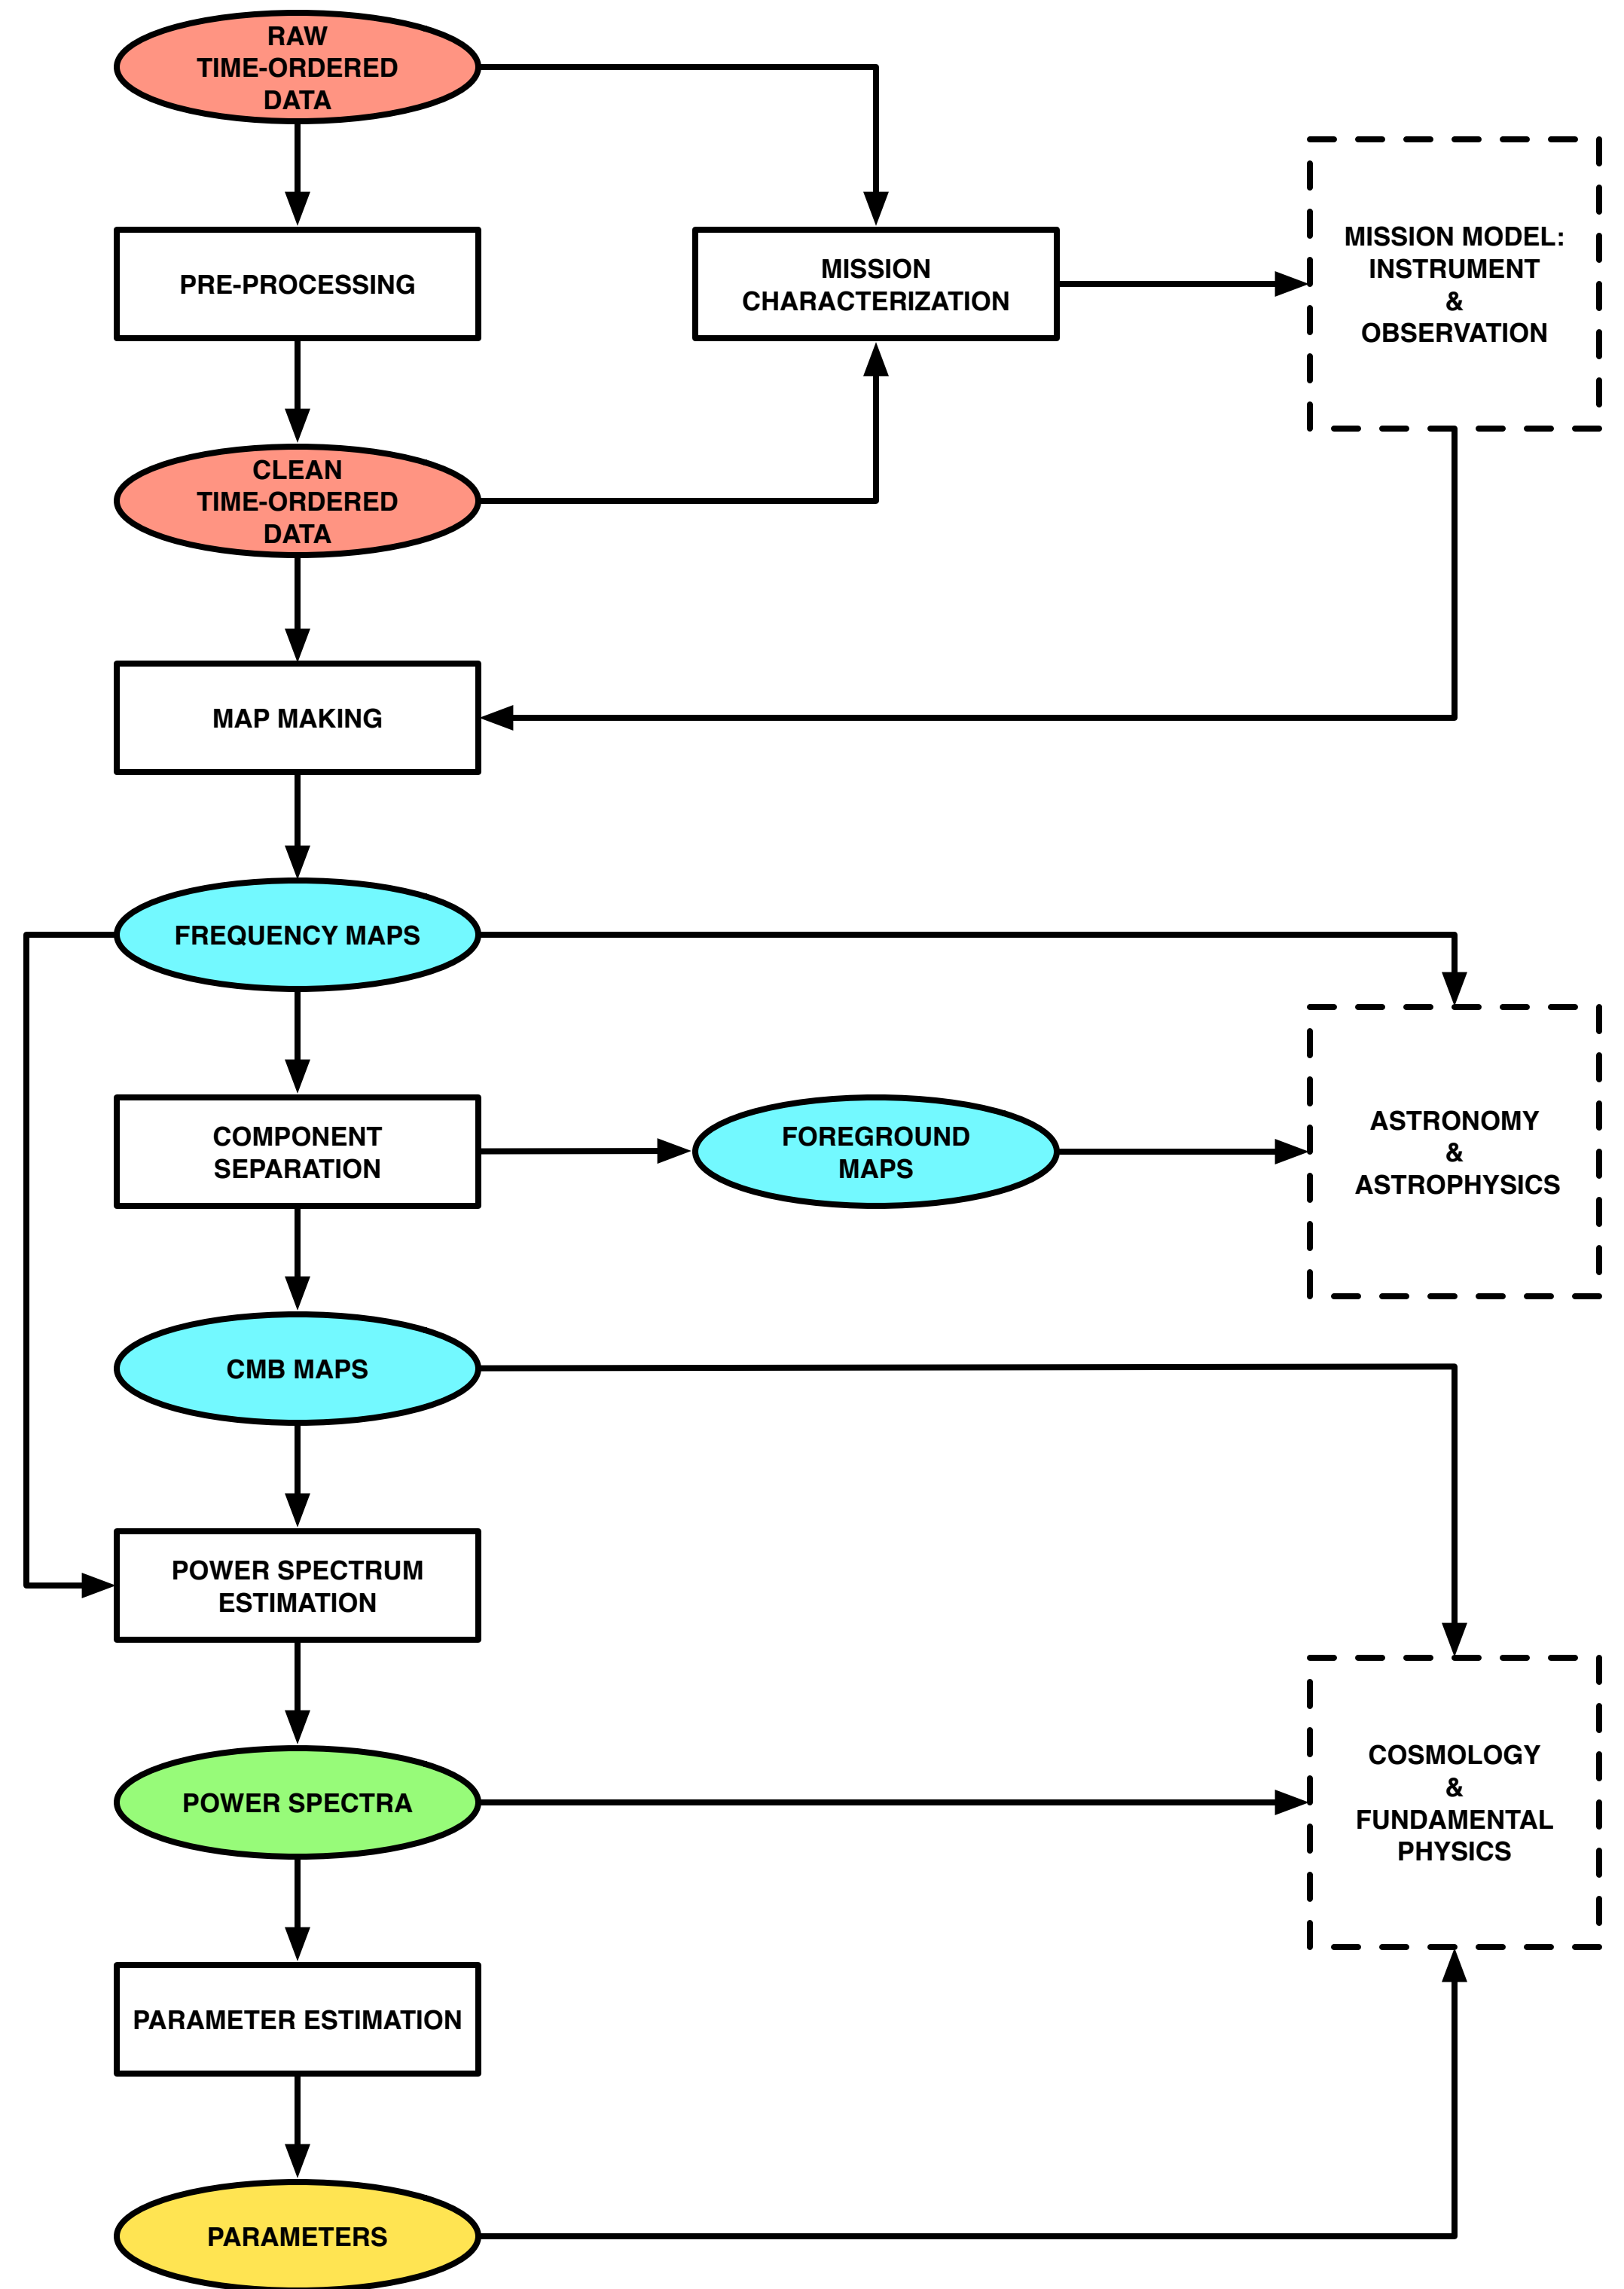 RAW
TIME-ORDERED
DATA
PRE-PROCESSING
MISSION
CHARACTERIZATION
MISSION MODEL:
INSTRUMENT
&
OBSERVATION
CLEAN
TIME-ORDERED
DATA
MAP MAKING
FREQUENCY MAPS
COMPONENT
SEPARATION
FOREGROUND
MAPS
ASTRONOMY
&
ASTROPHYSICS
CMB MAPS
POWER SPECTRUM
ESTIMATION
POWER SPECTRA
COSMOLOGY
&
FUNDAMENTAL
PHYSICS
PARAMETER ESTIMATION
PARAMETERS